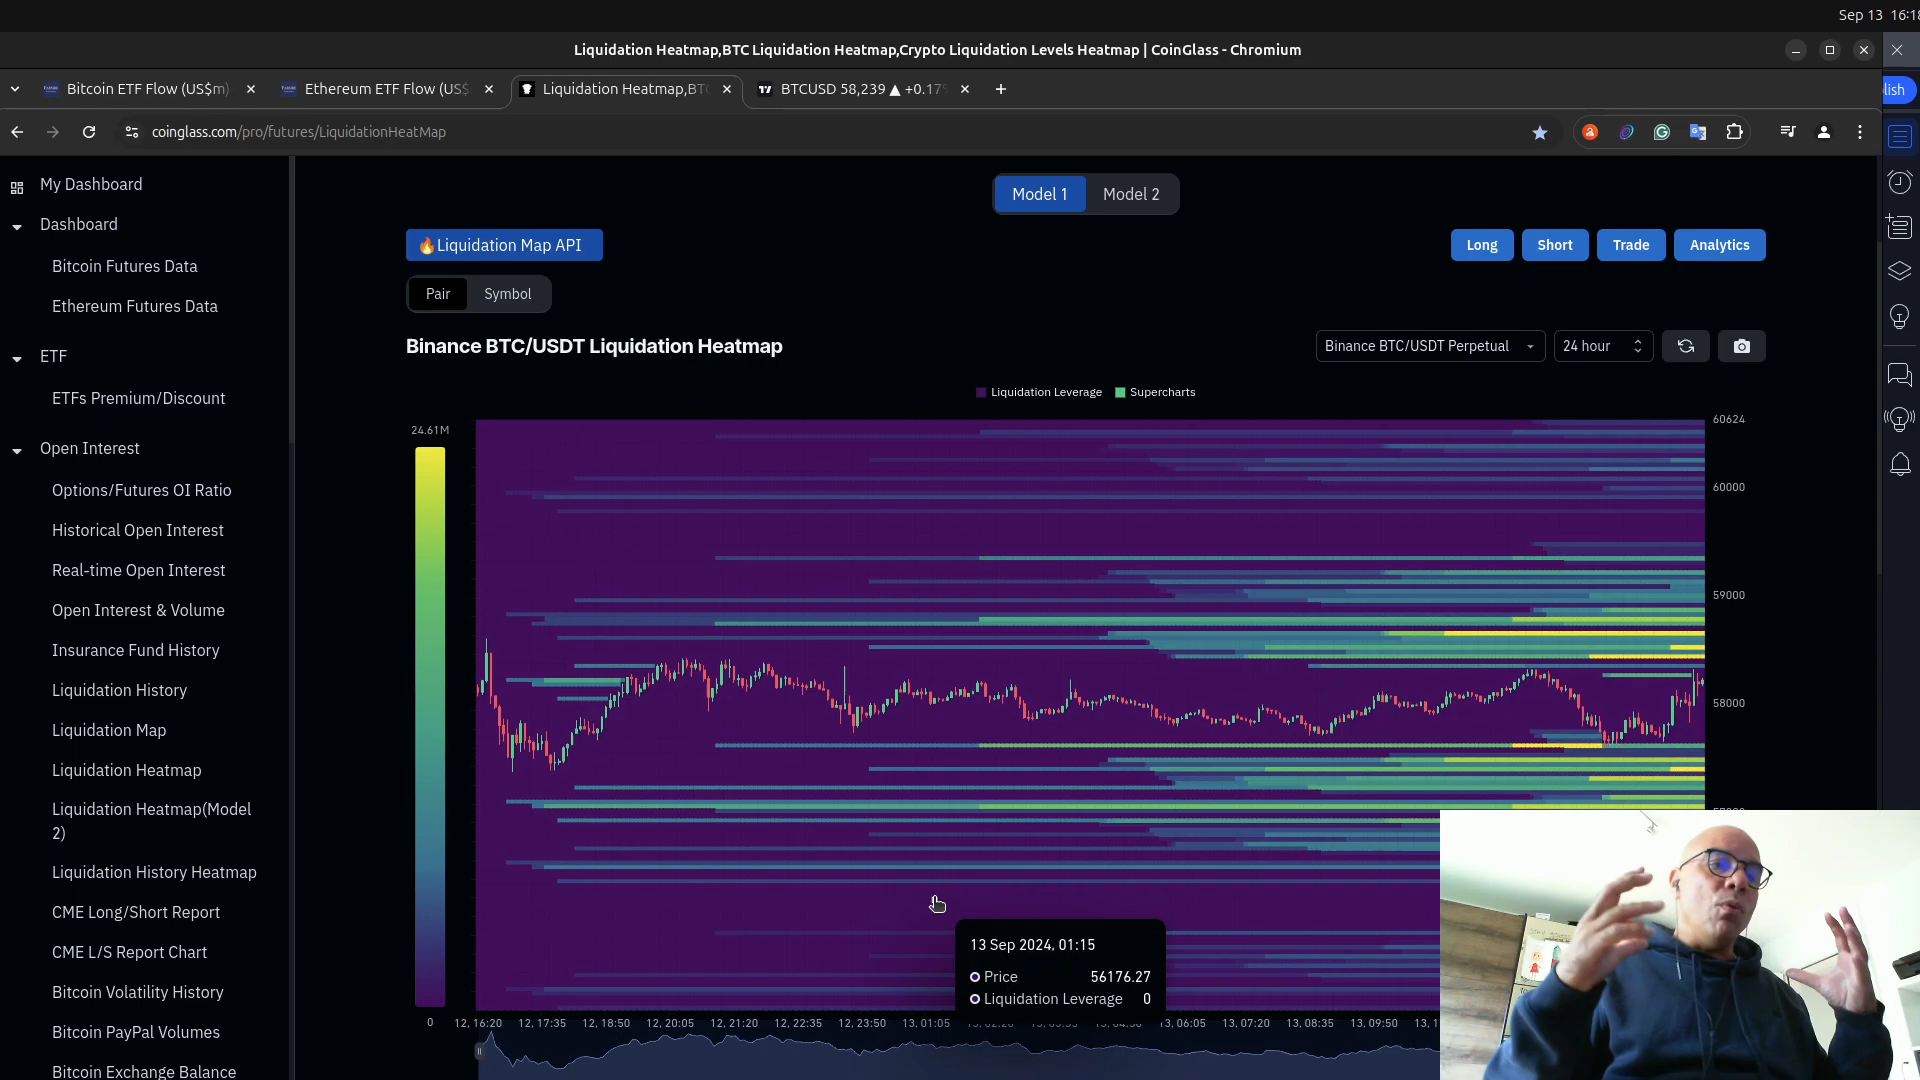 Sep 13 16:18
Liquidation Heatmap,BTC Liquidation Heatmap,Crypto Liquidation Levels Heatmap | CoinGlass - Chromium
Bitcoin ETF Flow (US$m)
Ethereum ETF Flow (US$
Liquidation Heatmap,BTC
BTCUSD 58,239 ▲ +0.17%
lish
coinglass.com/pro/futures/LiquidationHeatMap
My Dashboard
Dashboard
Bitcoin Futures Data
Ethereum Futures Data
ETF
ETFs Premium/Discount
Open Interest
Options/Futures OI Ratio
Historical Open Interest
Real-time Open Interest
Open Interest & Volume
Insurance Fund History
Liquidation History
Liquidation Map
Liquidation Heatmap
Liquidation Heatmap(Model
2)
Liquidation History Heatmap
CME Long/Short Report
CME L/S Report Chart
Bitcoin Volatility History
Bitcoin PayPal Volumes
Bitcoin Exchange Balance
Model 1
Model 2
🔥Liquidation Map API
Long
Short
Trade
Analytics
Pair
Symbol
Binance BTC/USDT Liquidation Heatmap
Binance BTC/USDT Perpetual
24 hour
Liquidation Leverage
Supercharts
24.61M
0
60624
60000
59000
58000
13 Sep 2024, 01:15
Price 56176.27
Liquidation Leverage 0
12, 16:20 12, 17:35 12, 18:50 12, 20:05 12, 21:20 12, 22:35 12, 23:50 13, 01:05 13, 06:05 13, 07:20 13, 08:35 13, 09:50 13, 1